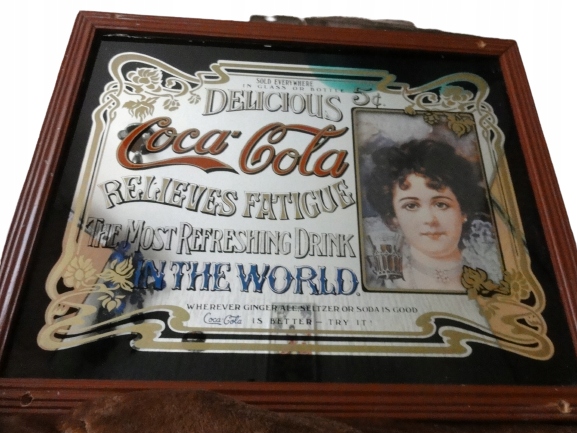 SOLD EVERYWHERE
IN GLASS OR BOTTLE
5¢.
DELICIOUS
Coca-Cola
RELIEVES FATIGUE
THE MOST REFRESHING DRINK
IN THE WORLD.
WHEREVER GINGER ALE SELTZER OR SODA IS GOOD
Coca-Cola IS BETTER - TRY IT!